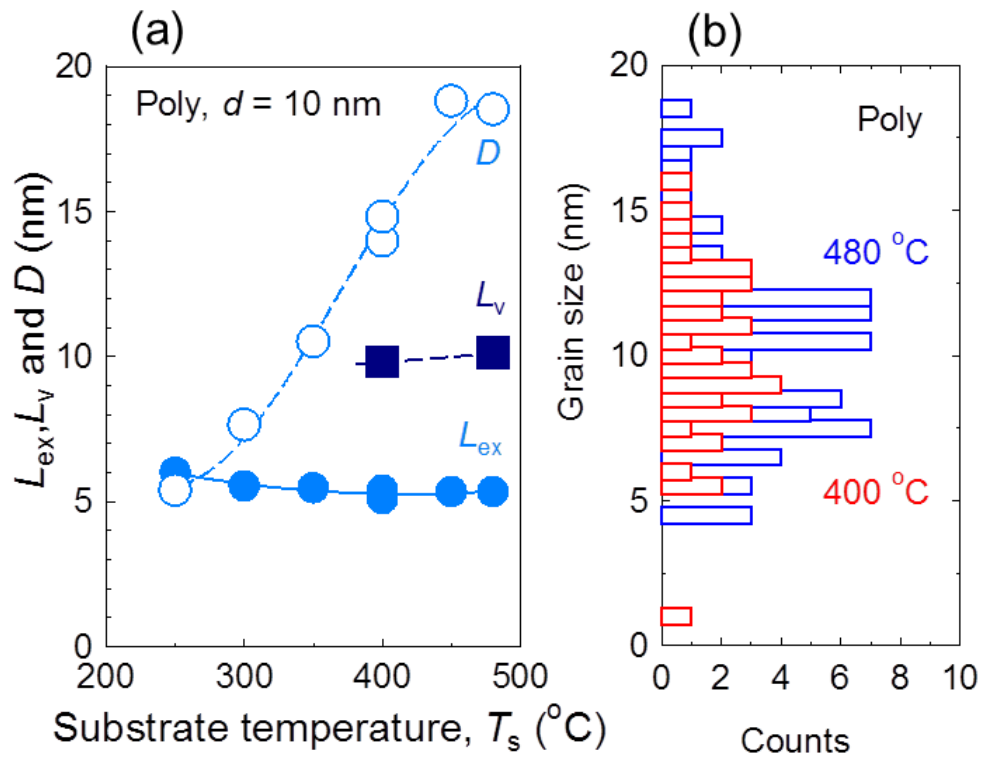 (a)
Poly, d = 10 nm
D
Lv
Lex
20
15
10
5
0
200
300
400
500
Lex,Lv and D (nm)
Substrate temperature, Ts (oC)
(b)
Poly
480 oC
400 oC
20
15
10
5
0
0
2
4
6
8
10
Grain size (nm)
Counts